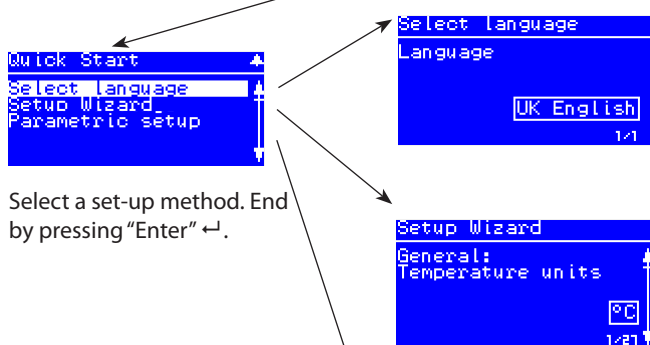 Quick Start
Select language
Setup Wizard
Parametric setup
Select a set-up method. End
by pressing “Enter” ↵.
Select language
Language
UK English
1/1
Setup Wizard
General:
Temperature units
°C
1/21